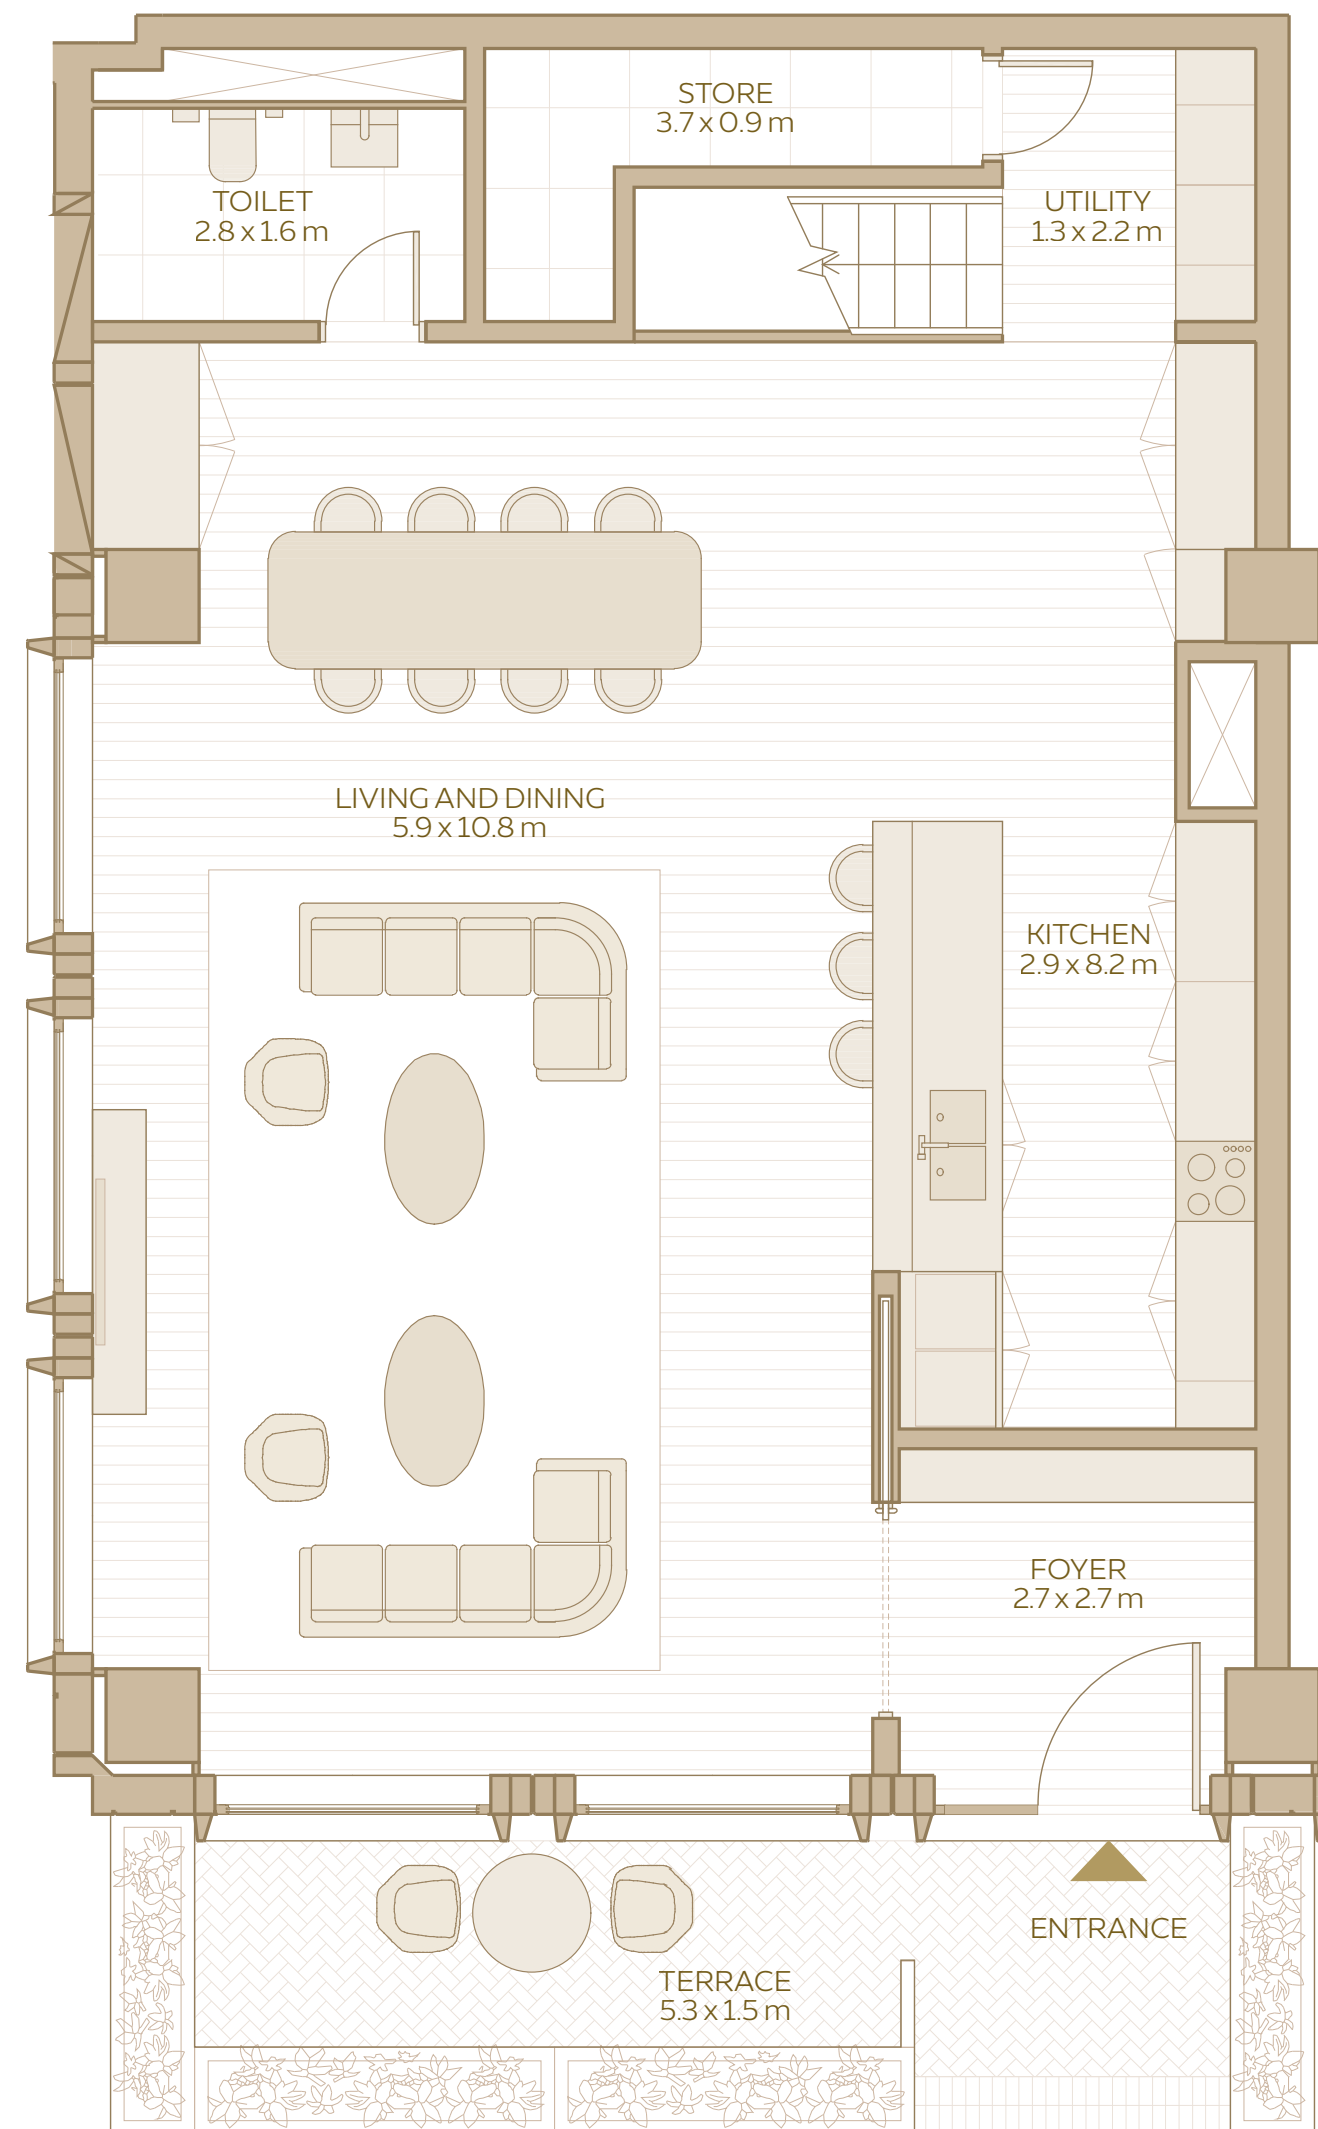 STORE
3.7 x 0.9 m
TOILET
2.8 x 1.6 m
UTILITY
1.3 x 2.2 m
LIVING AND DINING
5.9 x 10.8 m
KITCHEN
2.9 x 8.2 m
FOYER
2.7 x 2.7 m
ENTRANCE
TERRACE
5.3 x 1.5 m